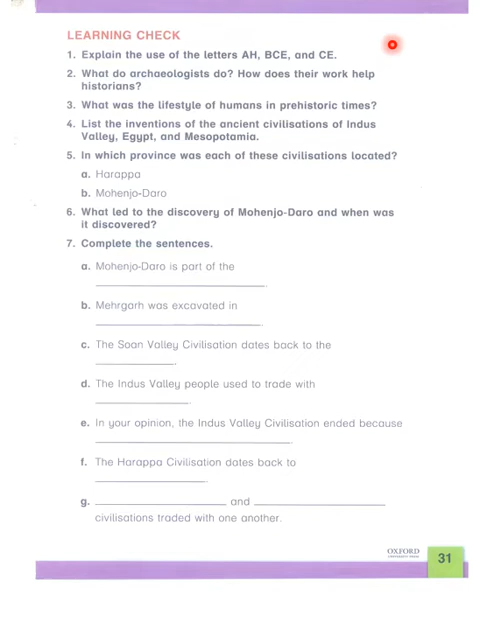 LEARNING CHECK
1. Explain the use of the letters AH, BCE, and CE.
2. What do archaeologists do? How does their work help
historians?
3. What was the lifestyle of humans in prehistoric times?
4. List the inventions of the ancient civilisations of Indus
Valley, Egypt, and Mesopotamia.
5. In which province was each of these civilisations located?
a. Harappa
b. Mohenjo-Daro
6. What led to the discovery of Mohenjo-Daro and when was
it discovered?
7. Complete the sentences.
a. Mohenjo-Daro is part of the
.
b. Mehrgarh was excavated in
.
c. The Soan Valley Civilisation dates back to the
.
d. The Indus Valley people used to trade with
.
e. In your opinion, the Indus Valley Civilisation ended because
.
f. The Harappa Civilisation dates back to
.
g. and
civilisations traded with one another.
OXFORD
UNIVERSITY PRESS
31